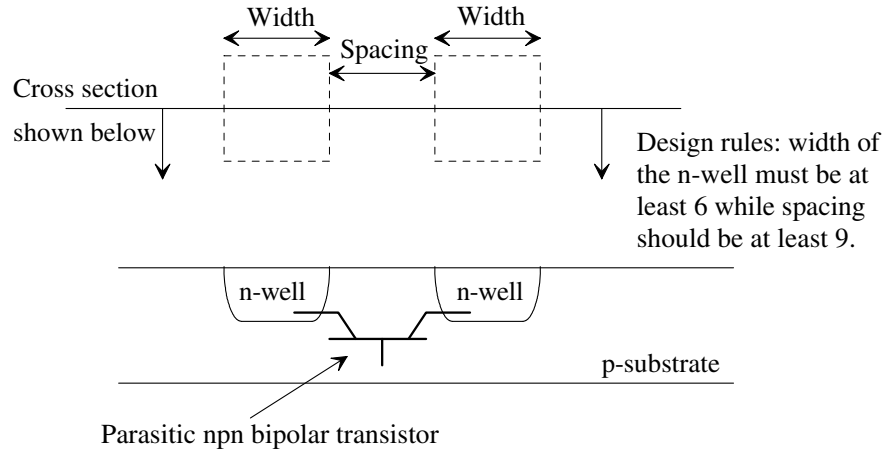 Width
Width
Spacing
Cross section
shown below
Design rules: width of
the n-well must be at
least 6 while spacing
should be at least 9.
n-well
n-well
p-substrate
Parasitic npn bipolar transistor